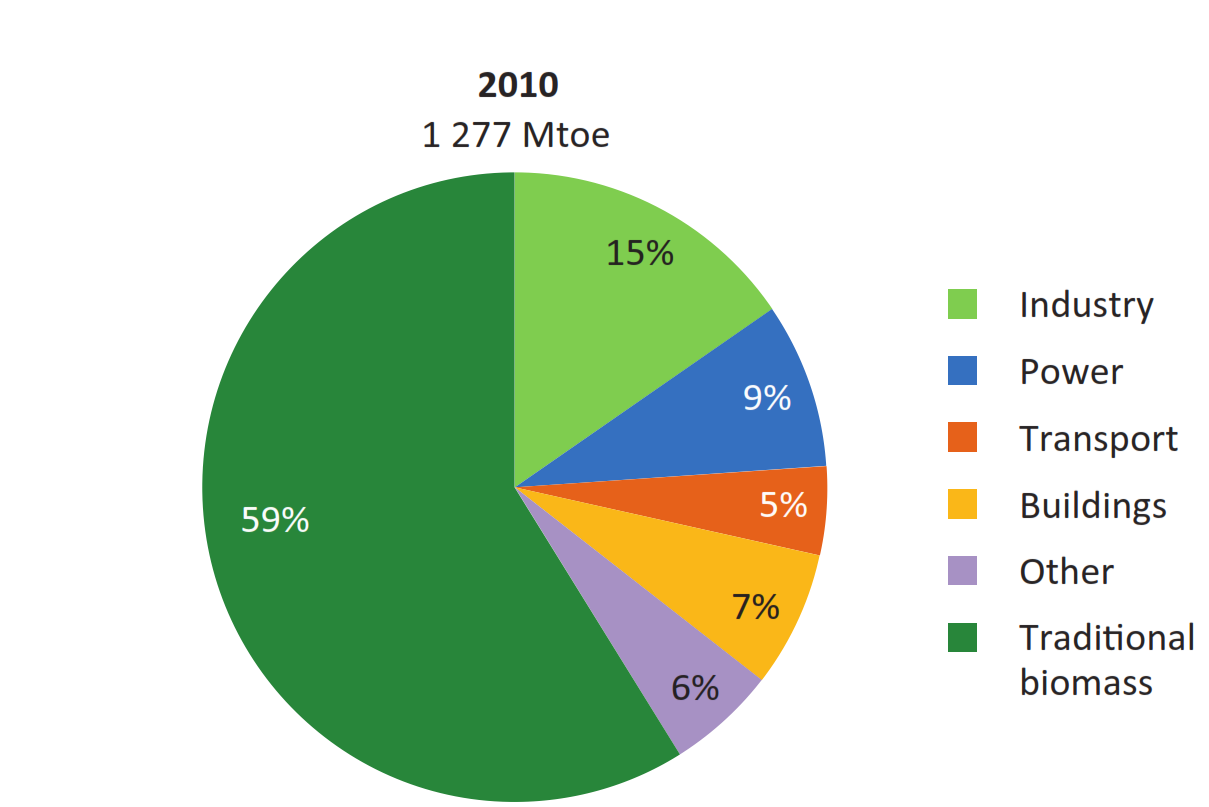 2010
1 277 Mtoe
15%
9%
5%
7%
6%
59%
Industry
Power
Transport
Buildings
Other
Traditional
biomass